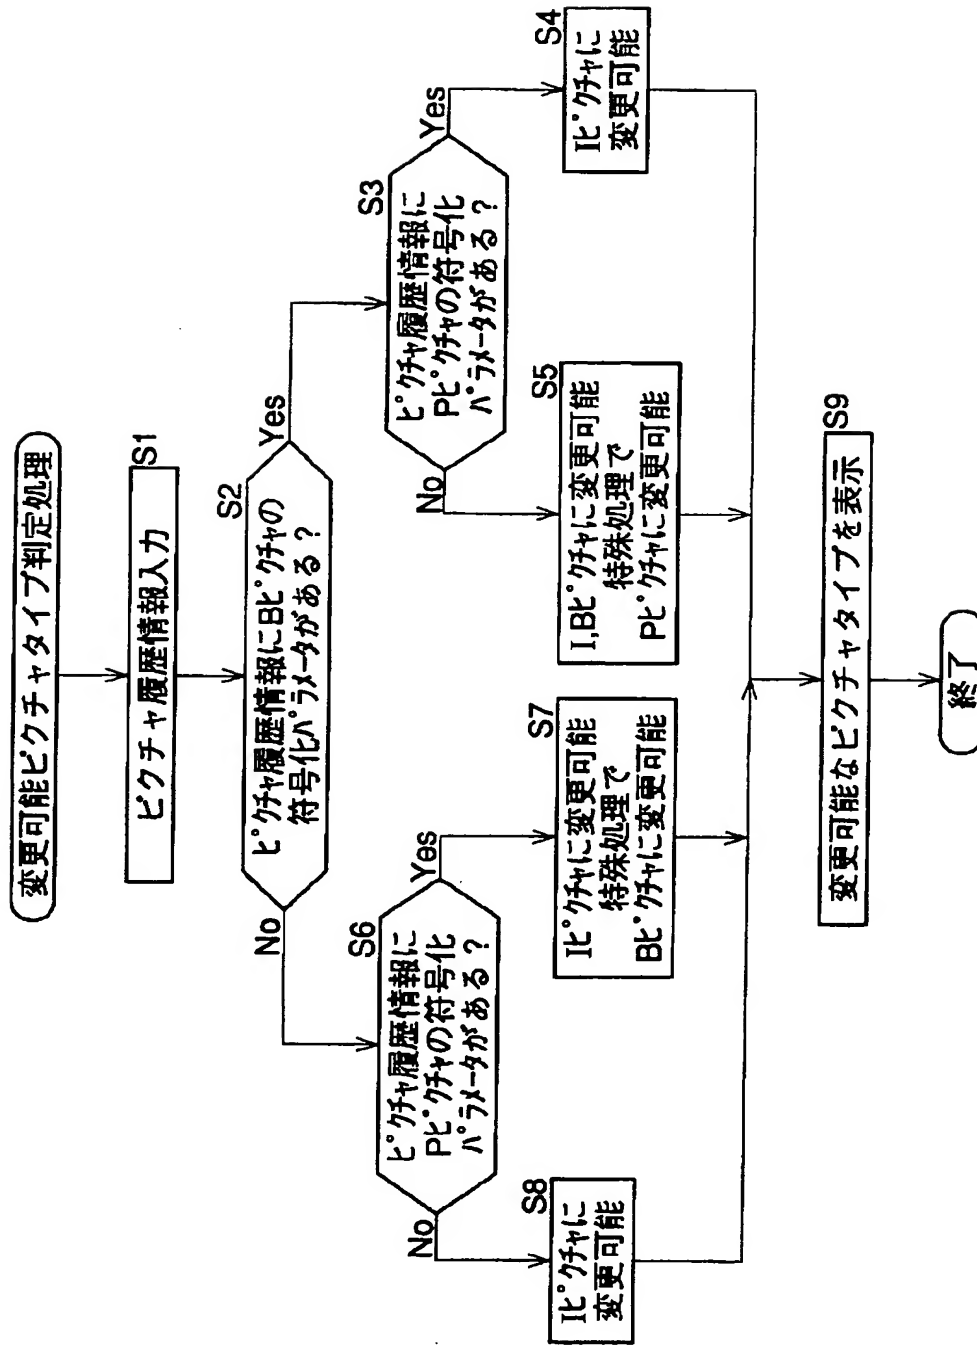 変更可能ピクチャタイプ判定処理
S1
ピクチャ履歴情報入力
S2
ピクチャ履歴情報にBピクチャの
符号化パラメータがある？
No
Yes
S6
ピクチャ履歴情報に
Pピクチャの符号化
パラメータがある？
S3
ピクチャ履歴情報に
Pピクチャの符号化
パラメータがある？
No
Yes
No
Yes
S8
Iピクチャに
変更可能
S7
Iピクチャに変更可能
特殊処理で
Bピクチャに変更可能
S5
I,Bピクチャに変更可能
特殊処理で
Pピクチャに変更可能
S4
Iピクチャに
変更可能
S9
変更可能なピクチャタイプを表示
終了